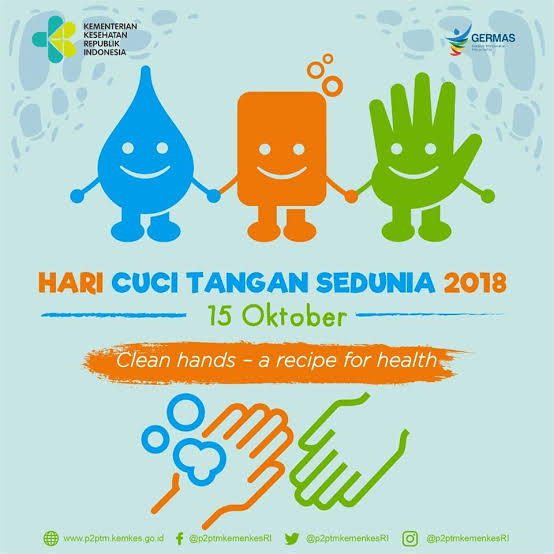 KEMENTERIAN
KESEHATAN
REPUBLIK
INDONESIA
GERMAS
HARI CUCI TANGAN SEDUNIA 2018
15 Oktober
Clean hands – a recipe for health
www.p2ptm.kemkes.go.id @p2ptmkemenkesRI @p2ptmkemkesRI @p2ptmkemenkesRI